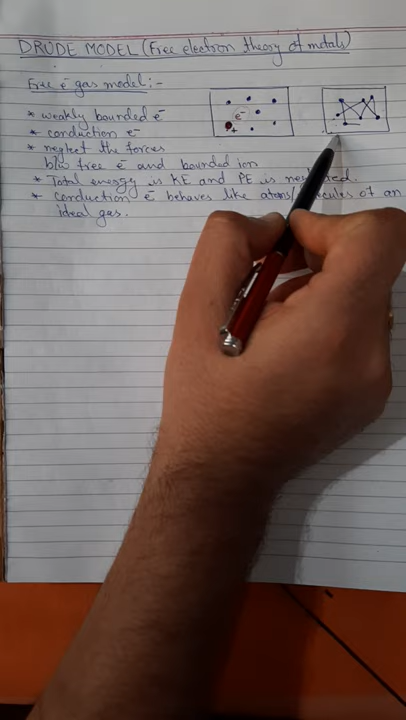 DRUDE MODEL (Free electron theory of metals)
Free e⁻ gas model:-
* weakly bounded e⁻
* conduction e⁻
* neglect the forces
b/w free e⁻ and bounded ion
* Total energy is KE and PE is
* conduction e⁻ behaves like atoms/ of an
ideal gas.
e⁻
+